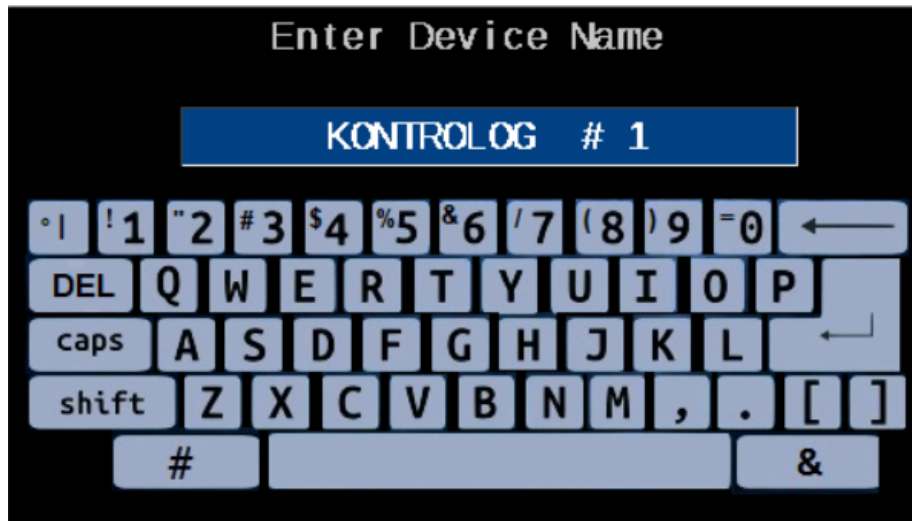 Enter Device Name
KONTROLOG # 1
°| !1 "2 #3 $4 %5 &6 /7 (8 )9 =0 ←
DEL Q W E R T Y U I O P
caps A S D F G H J K L ↵
shift Z X C V B N M , . [ ]
# &